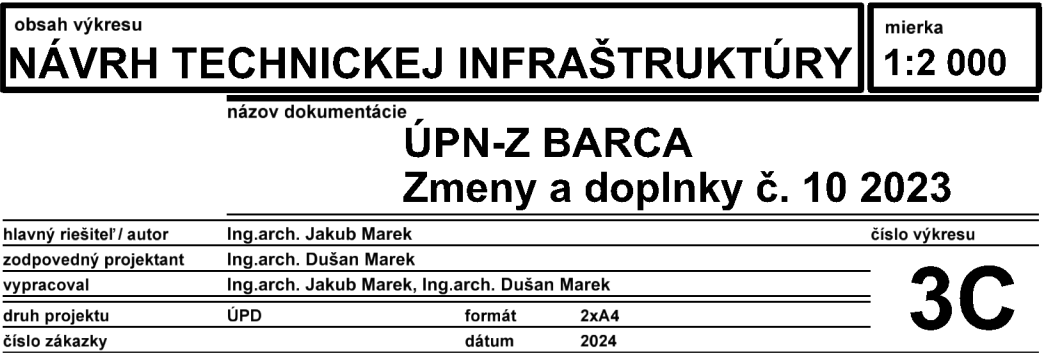 obsah výkresu
NÁVRH TECHNICKEJ INFRAŠTRUKTÚRY
mierka
1:2 000
názov dokumentácie
ÚPN-Z BARCA
Zmeny a doplnky č. 10 2023
hlavný riešiteľ / autor Ing.arch. Jakub Marek
číslo výkresu
zodpovedný projektant Ing.arch. Dušan Marek
vypracoval Ing.arch. Jakub Marek, Ing.arch. Dušan Marek
3C
druh projektu ÚPD formát 2xA4
číslo zákazky dátum 2024